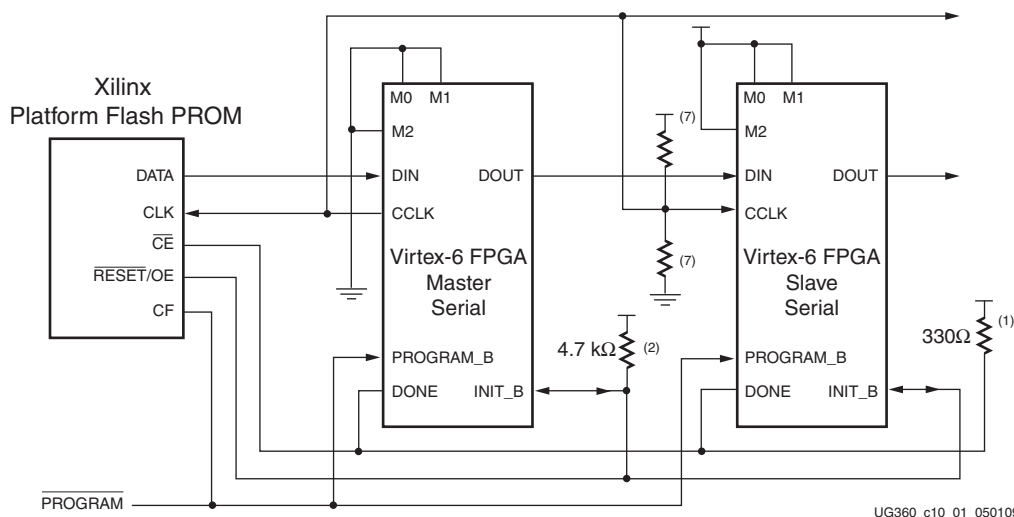 Xilinx
Platform Flash PROM
DATA
CLK
CE
RESET/OE
CF
PROGRAM
M0 M1
M2
DIN DOUT
CCLK
Virtex-6 FPGA
Master
Serial
PROGRAM_B
DONE INIT_B
(7)
(7)
4.7 kΩ (2)
M0 M1
M2
DIN DOUT
CCLK
Virtex-6 FPGA
Slave
Serial
PROGRAM_B
DONE INIT_B
330Ω (1)
UG360_c10_01_050109